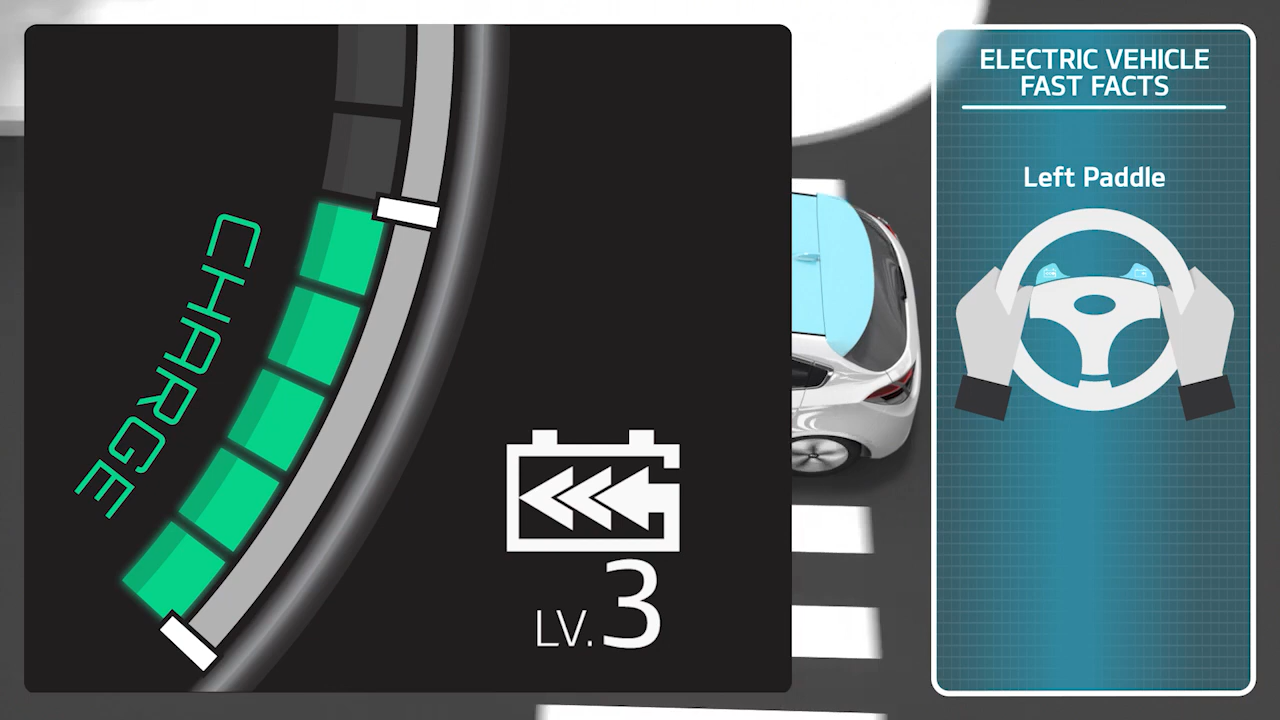 CHARGE
LV.3
ELECTRIC VEHICLE
FAST FACTS
Left Paddle